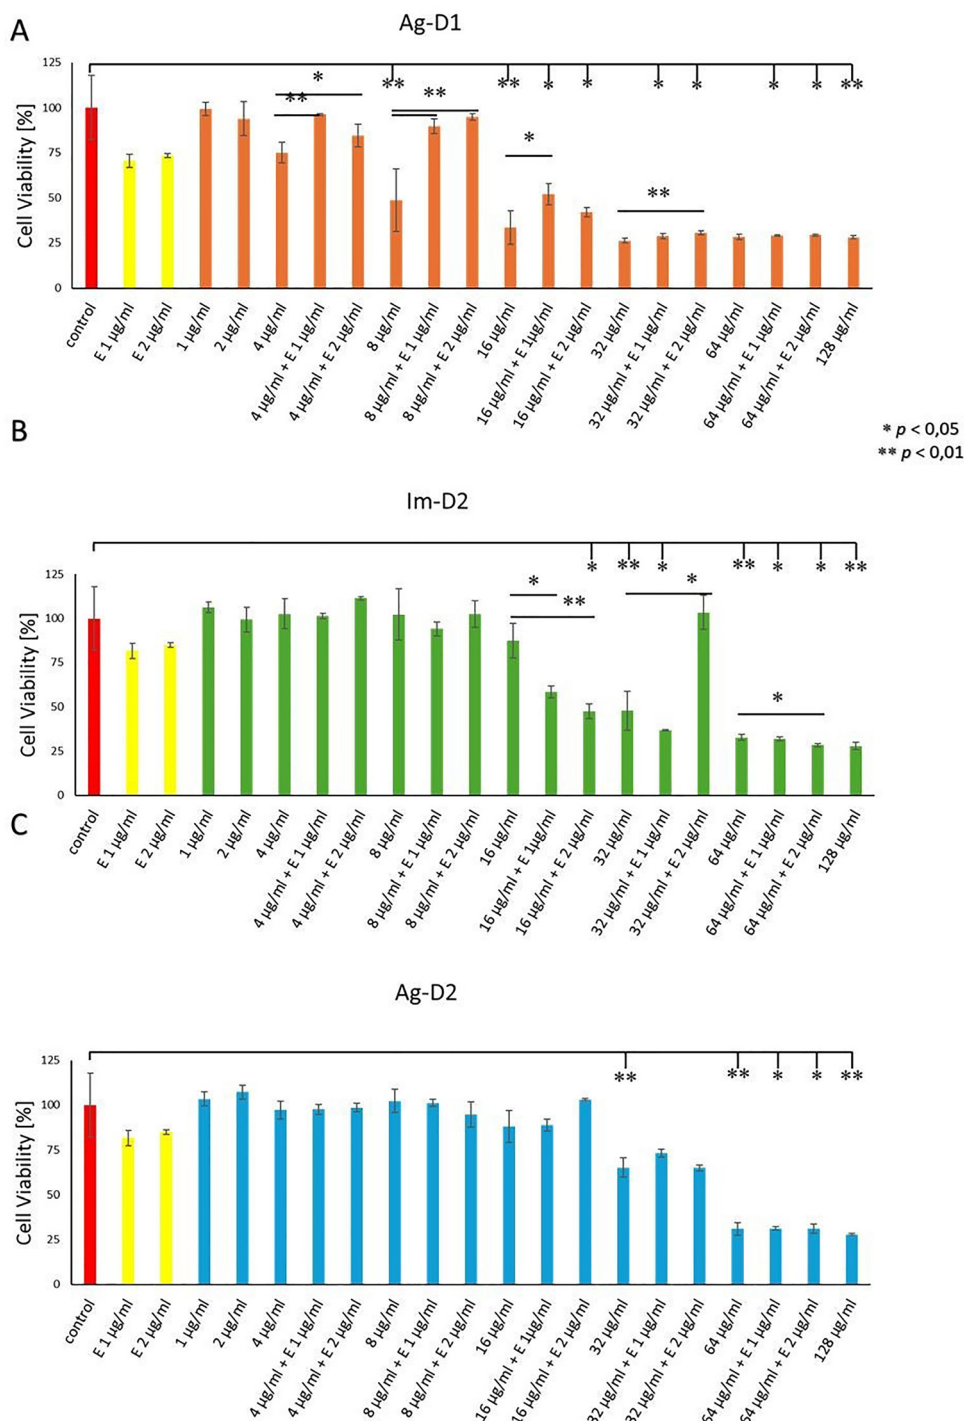 A
Ag-D1
Cell Viability [%]
125
100
75
50
25
0
* ** * ** ** ** * * * * * * **
* **
control
E 1 µg/ml
E 2 µg/ml
1 µg/ml
2 µg/ml
4 µg/ml
4 µg/ml + E 1 µg/ml
4 µg/ml + E 2 µg/ml
8 µg/ml
8 µg/ml + E 1 µg/ml
8 µg/ml + E 2 µg/ml
16 µg/ml
16 µg/ml + E 1µg/ml
16 µg/ml + E 2 µg/ml
32 µg/ml
32 µg/ml + E 1 µg/ml
32 µg/ml + E 2 µg/ml
64 µg/ml
64 µg/ml + E 1 µg/ml
64 µg/ml + E 2 µg/ml
128 µg/ml
* p < 0,05
** p < 0,01
B
Im-D2
Cell Viability [%]
125
100
75
50
25
0
* ** * ** * * **
* ** * *
control
E 1 µg/ml
E 2 µg/ml
1 µg/ml
2 µg/ml
4 µg/ml
4 µg/ml + E 1 µg/ml
4 µg/ml + E 2 µg/ml
8 µg/ml
8 µg/ml + E 1 µg/ml
8 µg/ml + E 2 µg/ml
16 µg/ml
16 µg/ml + E 1µg/ml
16 µg/ml + E 2 µg/ml
32 µg/ml
32 µg/ml + E 1 µg/ml
32 µg/ml + E 2 µg/ml
64 µg/ml
64 µg/ml + E 1 µg/ml
64 µg/ml + E 2 µg/ml
128 µg/ml
C
Ag-D2
Cell Viability [%]
125
100
75
50
25
0
** ** * * **
control
E 1 µg/ml
E 2 µg/ml
1 µg/ml
2 µg/ml
4 µg/ml
4 µg/ml + E 1 µg/ml
4 µg/ml + E 2 µg/ml
8 µg/ml
8 µg/ml + E 1 µg/ml
8 µg/ml + E 2 µg/ml
16 µg/ml
16 µg/ml + E 1µg/ml
16 µg/ml + E 2 µg/ml
32 µg/ml
32 µg/ml + E 1 µg/ml
32 µg/ml + E 2 µg/ml
64 µg/ml
64 µg/ml + E 1 µg/ml
64 µg/ml + E 2 µg/ml
128 µg/ml